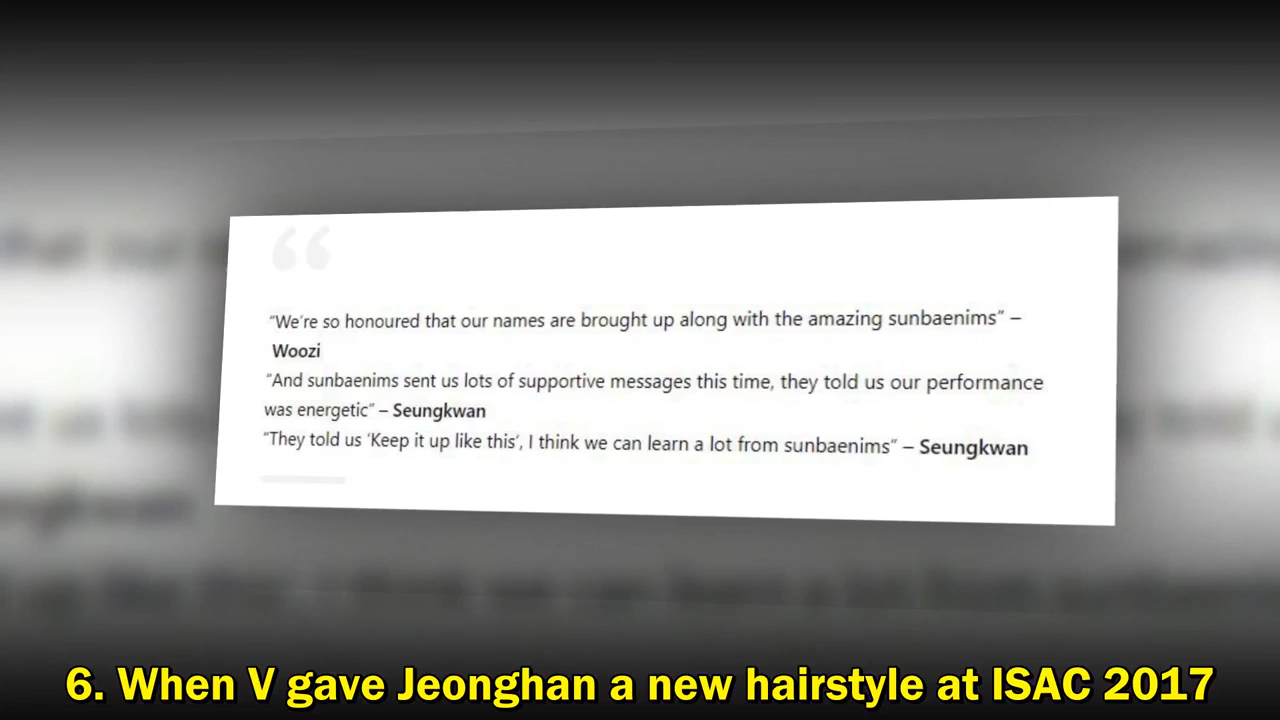 “
“We’re so honoured that our names are brought up along with the amazing sunbaenims” –
Woozi
“And sunbaenims sent us lots of supportive messages this time, they told us our performance
was energetic” – Seungkwan
“They told us ‘Keep it up like this’, I think we can learn a lot from sunbaenims” – Seungkwan
6. When V gave Jeonghan a new hairstyle at ISAC 2017